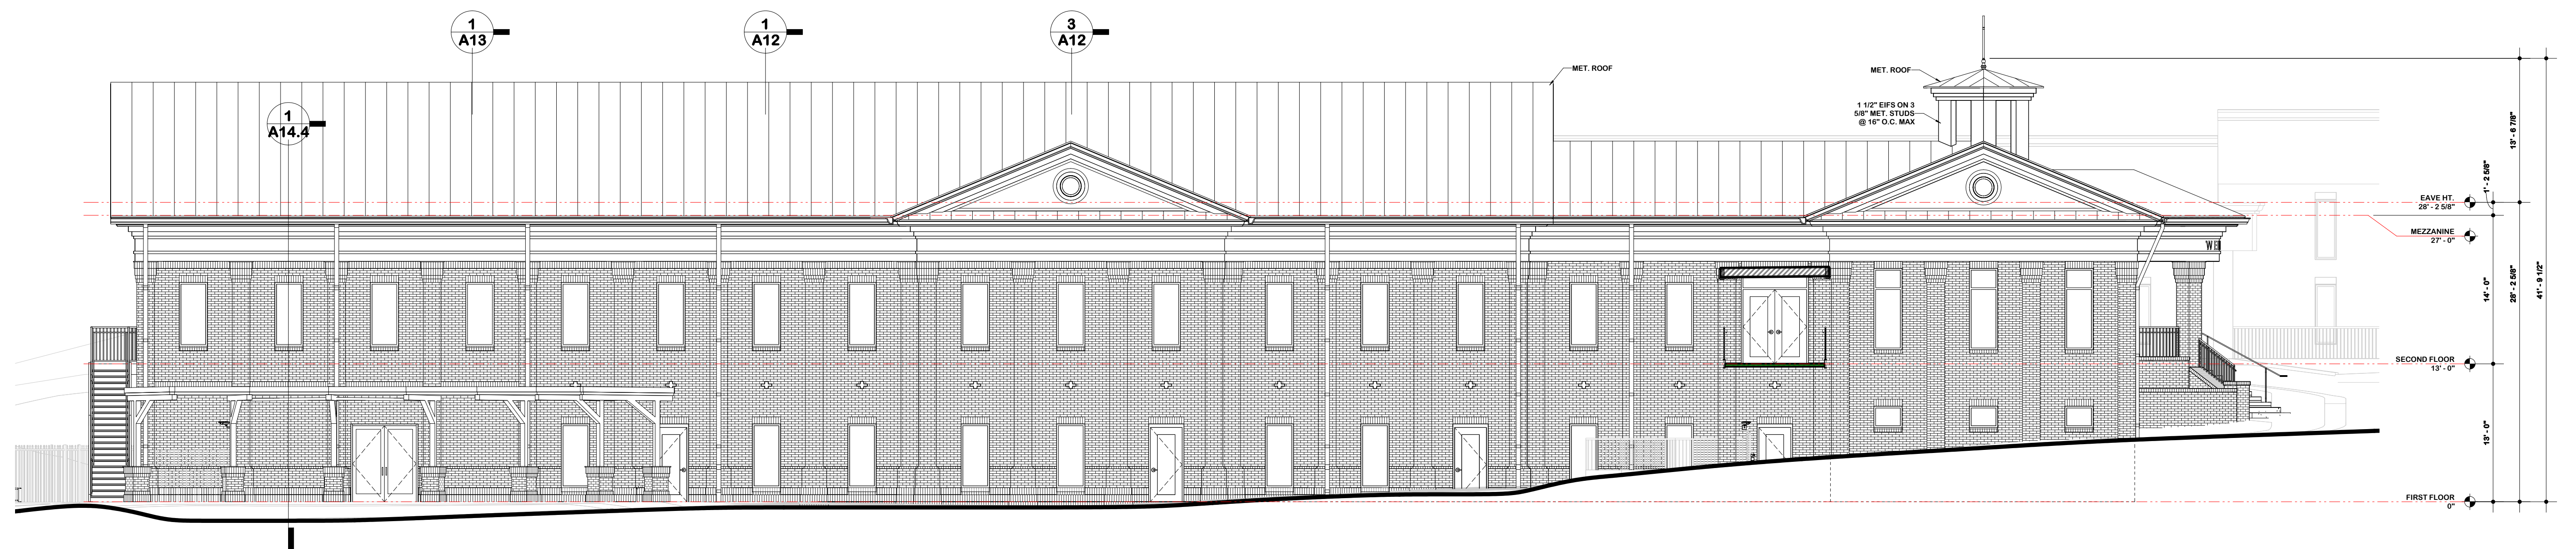 1
A13
1
A12
3
A12
1
A14.4
MET. ROOF
MET. ROOF
1 1/2" EIFS ON 3
5/8" MET. STUDS
@ 16" O.C. MAX
EAVE HT.
28' - 2 5/8"
MEZZANINE
27' - 0"
SECOND FLOOR
13' - 0"
FIRST FLOOR
0"
13' - 6 7/8"
1' - 2 5/8"
14' - 0"
28' - 2 5/8"
41' - 9 1/2"
13' - 0"